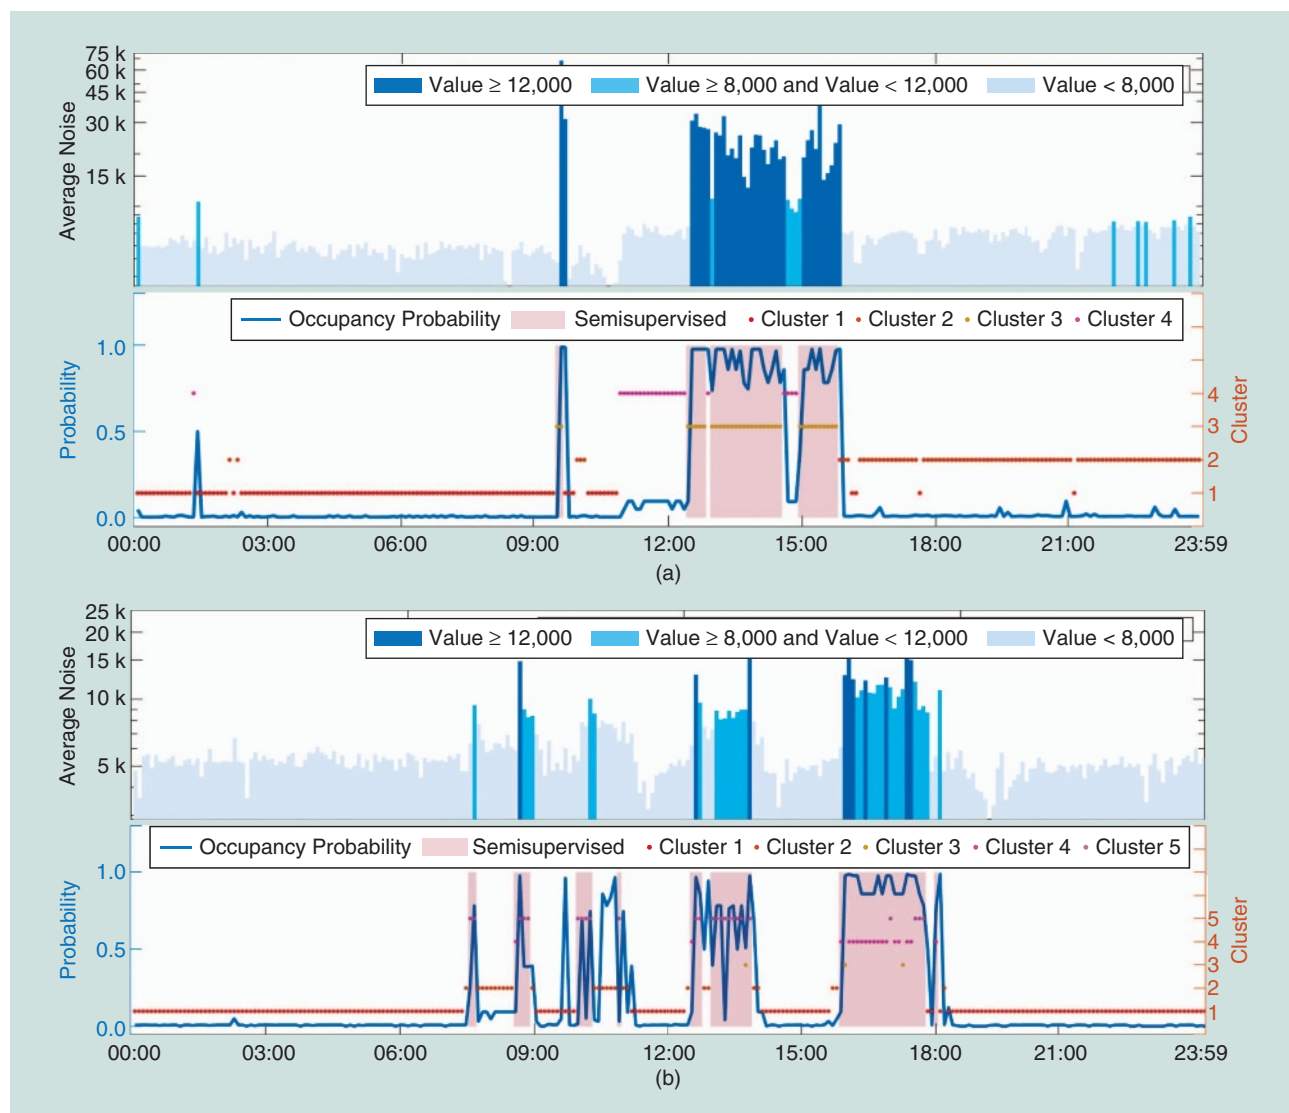 75 k
60 k
45 k
30 k
15 k
Average Noise
Value ≥ 12,000 Value ≥ 8,000 and Value < 12,000 Value < 8,000
Occupancy Probability Semisupervised Cluster 1 Cluster 2 Cluster 3 Cluster 4
1.0
0.5
0.0
Probability
4
3
2
1
Cluster
00:00 03:00 06:00 09:00 12:00 15:00 18:00 21:00 23:59
(a)
25 k
20 k
15 k
10 k
5 k
Average Noise
Value ≥ 12,000 Value ≥ 8,000 and Value < 12,000 Value < 8,000
Occupancy Probability Semisupervised Cluster 1 Cluster 2 Cluster 3 Cluster 4 Cluster 5
1.0
0.5
0.0
Probability
5
4
3
2
1
Cluster
00:00 03:00 06:00 09:00 12:00 15:00 18:00 21:00 23:59
(b)